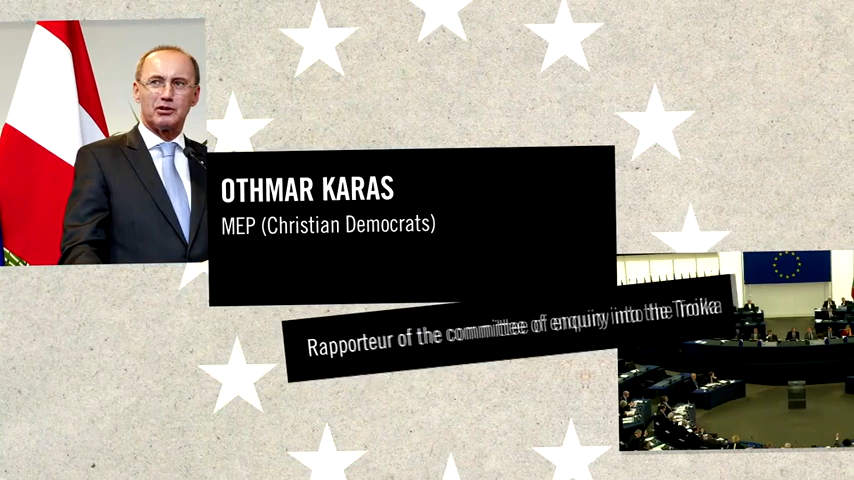 OTHMAR KARAS
MEP (Christian Democrats)
Rapporteur of the committee of enquiry into the Troika